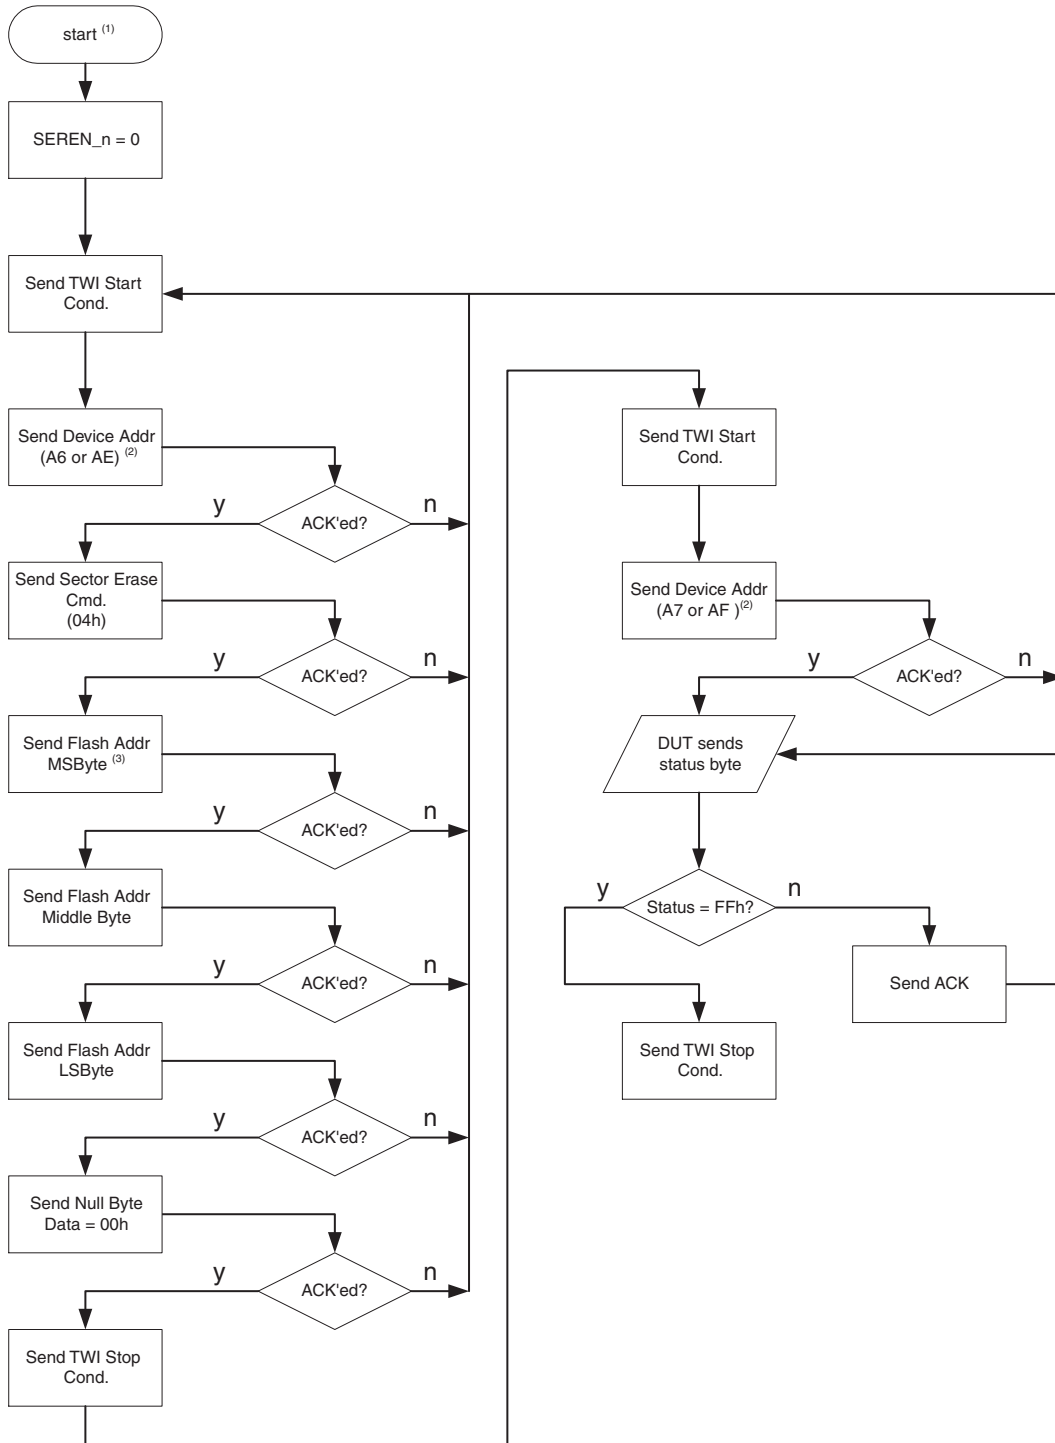 start (1)
SEREN_n = 0
Send TWI Start
Cond.
Send Device Addr
(A6 or AE) (2)
ACK'ed?
y
n
Send Sector Erase
Cmd.
(04h)
ACK'ed?
y
n
Send Flash Addr
MSByte (3)
ACK'ed?
y
n
Send Flash Addr
Middle Byte
ACK'ed?
y
n
Send Flash Addr
LSByte
ACK'ed?
y
n
Send Null Byte
Data = 00h
ACK'ed?
y
n
Send TWI Stop
Cond.
Send TWI Start
Cond.
Send Device Addr
(A7 or AF )(2)
ACK'ed?
y
n
DUT sends
status byte
Status = FFh?
y
n
Send ACK
Send TWI Stop
Cond.